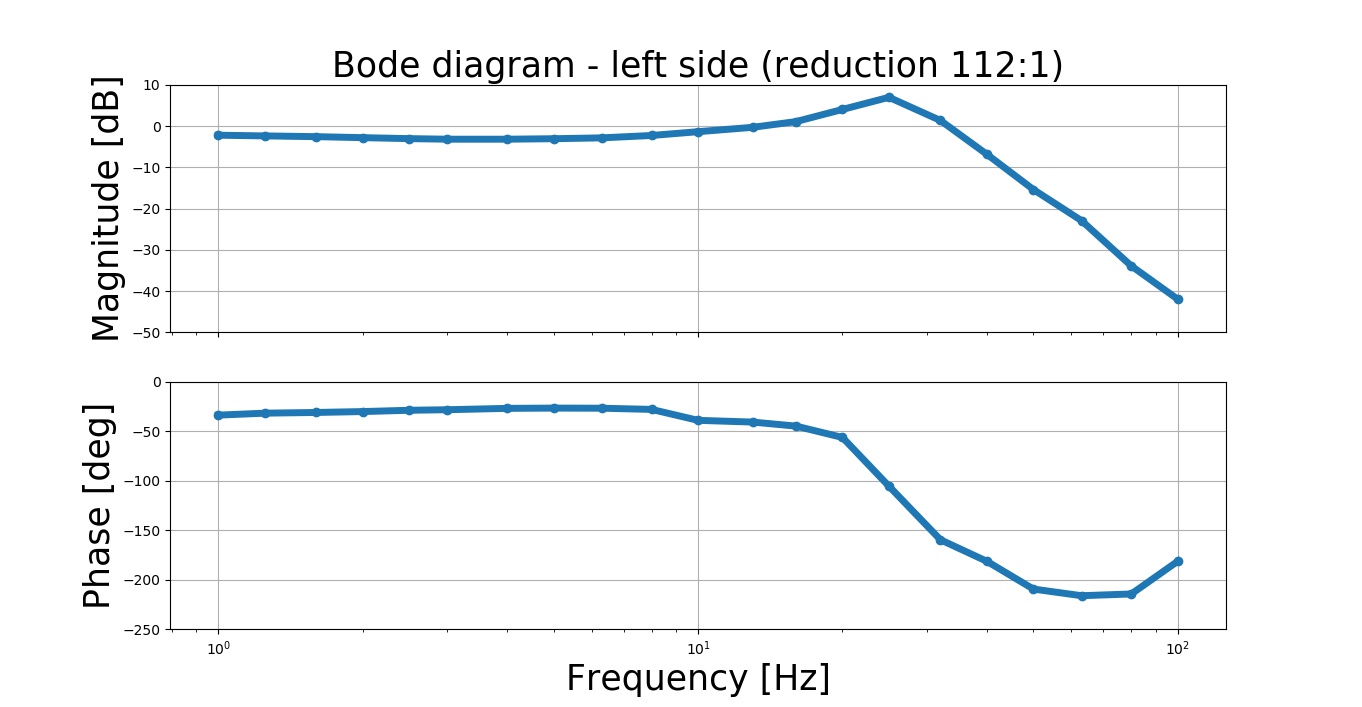 Bode diagram - left side (reduction 112:1)
Magnitude [dB]
10
0
−10
−20
−30
−40
−50
Phase [deg]
0
−50
−100
−150
−200
−250
10⁰ 10¹ 10²
Frequency [Hz]